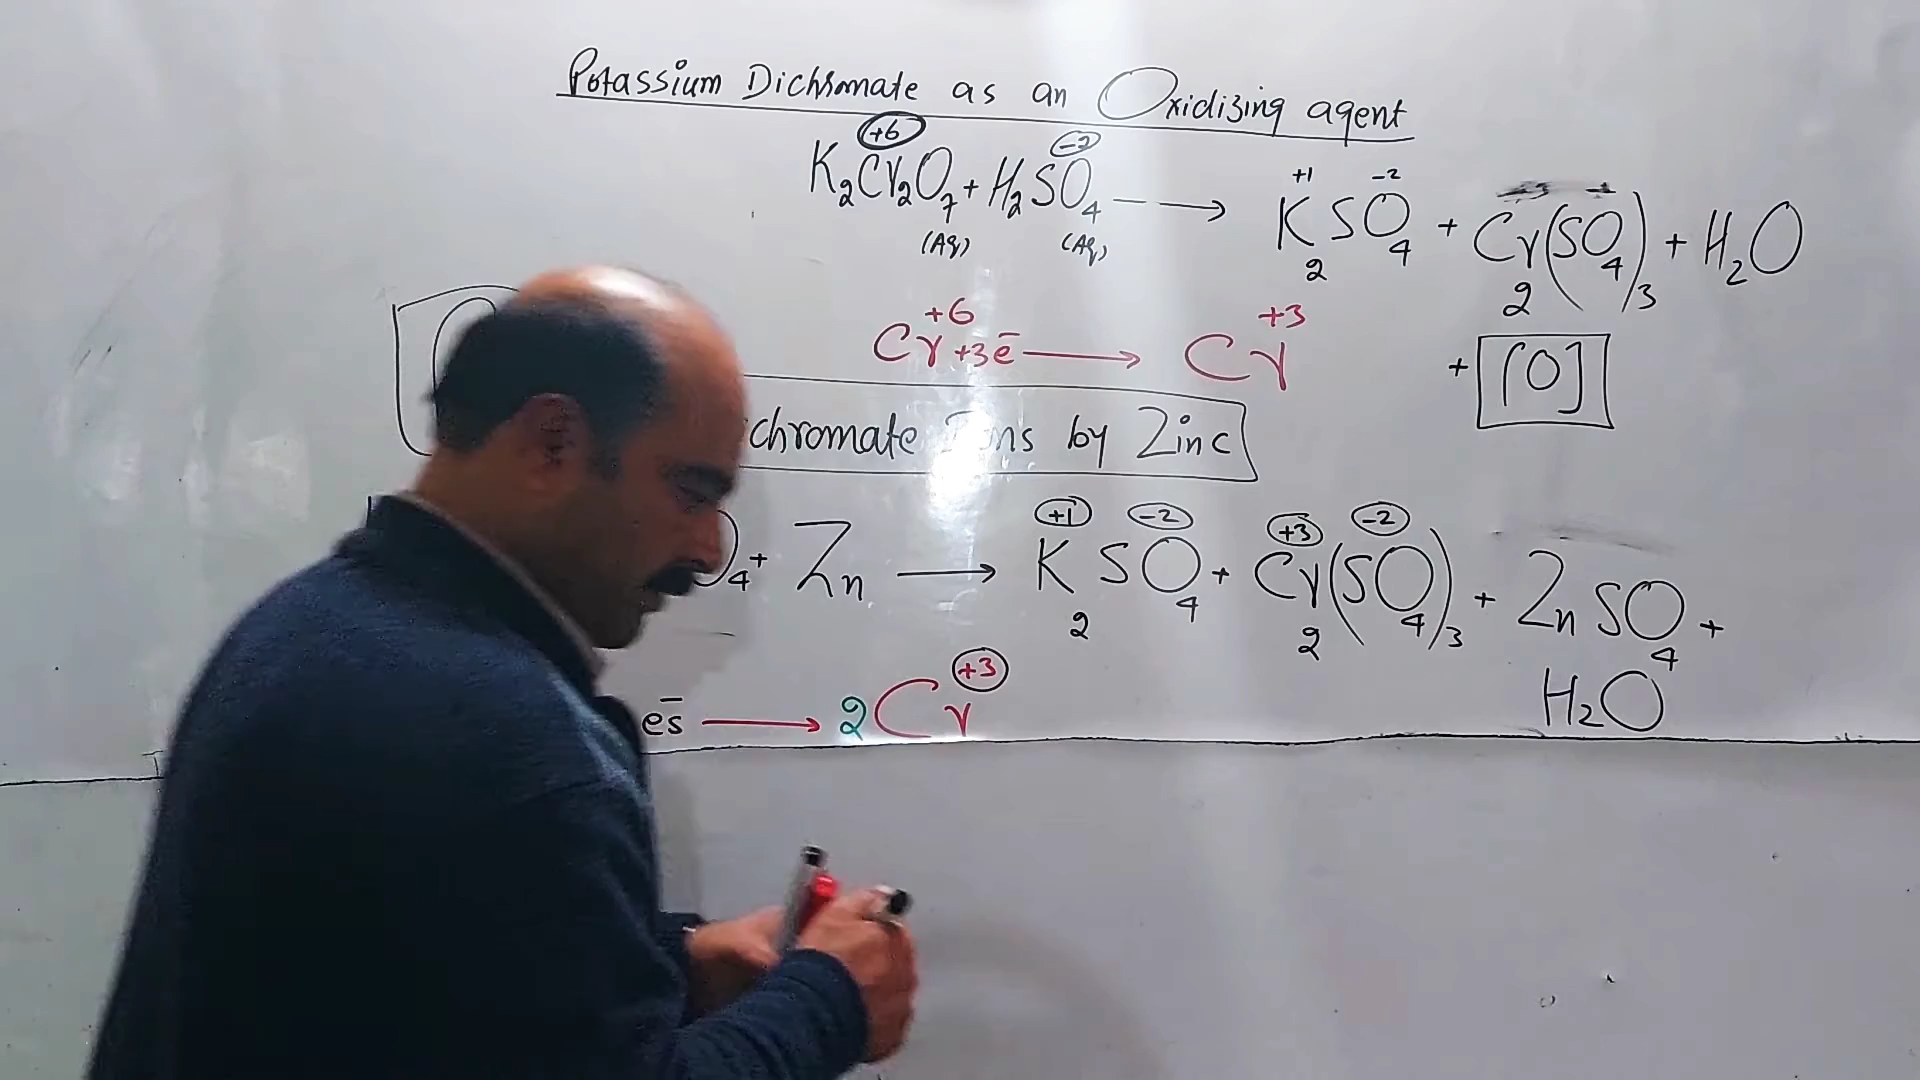 Potassium Dichromate as an Oxidizing agent
+6 -2
K2Cr2O7 + H2SO4 → K2SO4 + Cr2(SO4)3 + H2O
+1 -2
(Aq) (Aq)
Cr+6 +3e- → Cr+3
+ [O]
chromate Ions by Zinc
+1 -2 +3 -2
O4 + Zn → K2SO4 + Cr2(SO4)3 + ZnSO4 +
H2O
es → 2Cr+3